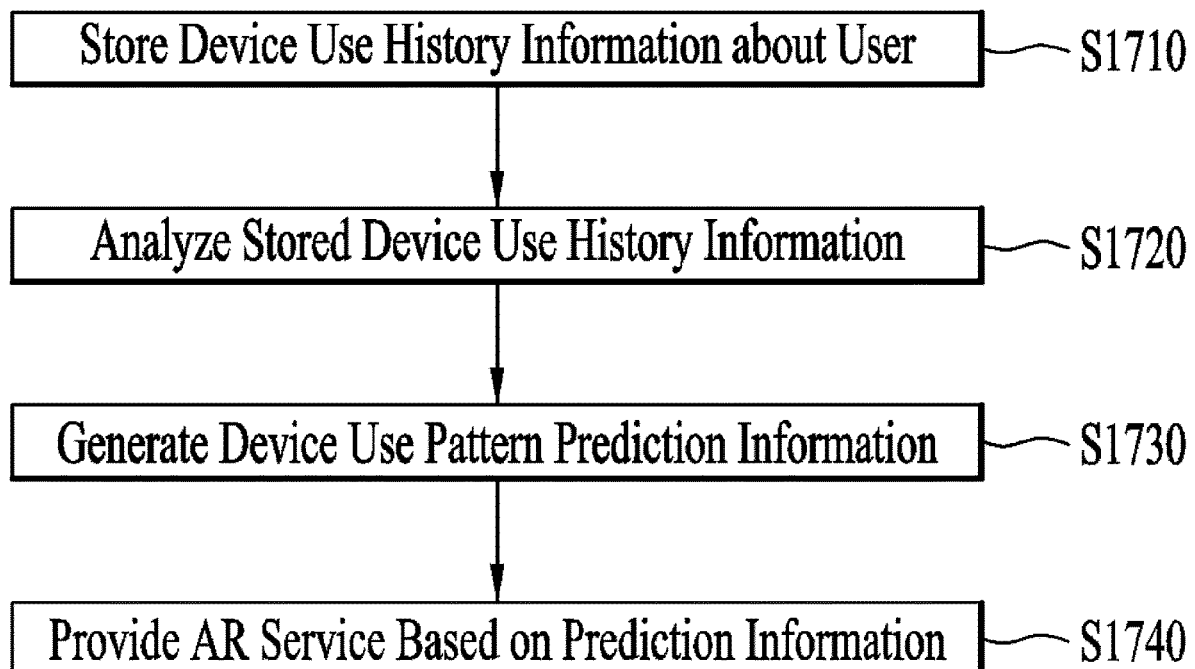 Store Device Use History Information about User S1710
Analyze Stored Device Use History Information S1720
Generate Device Use Pattern Prediction Information S1730
Provide AR Service Based on Prediction Information S1740